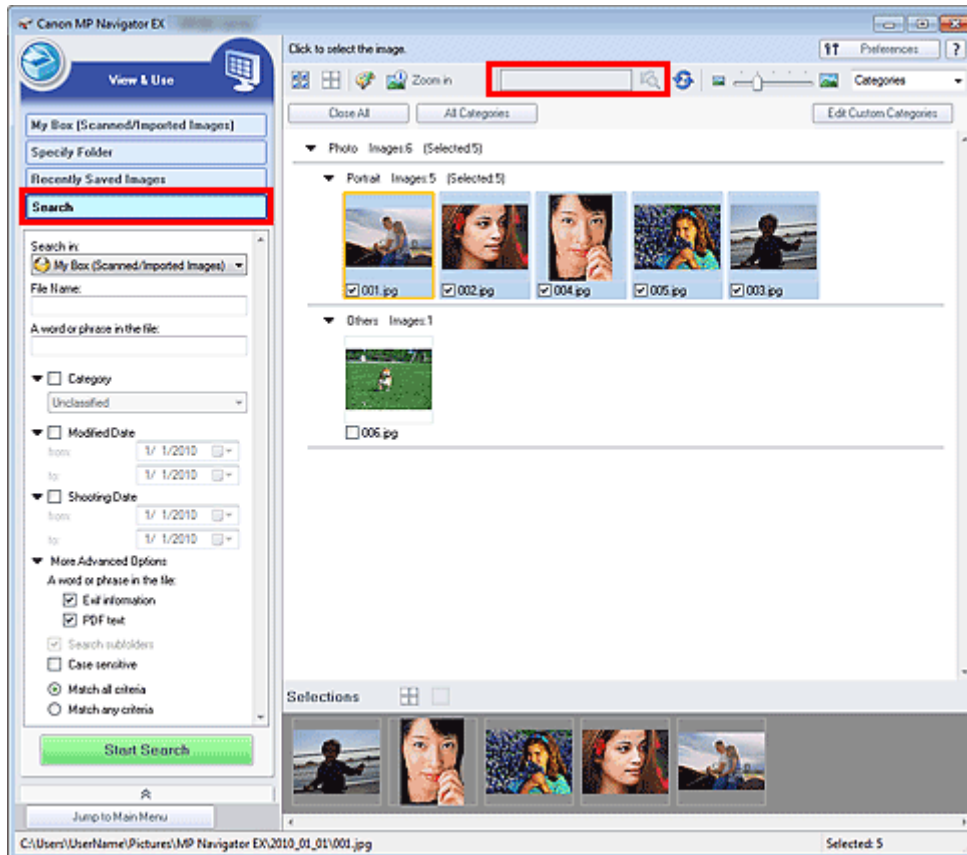 Canon MP Navigator EX
View & Use
My Box (Scanned/Imported Images)
Specify Folder
Recently Saved Images
Search
Search in:
My Box (Scanned/Imported Images)
File Name:
A word or phrase in the file:
Category
Unclassified
Modified Date
from: 1/ 1/2010
to: 1/ 1/2010
Shooting Date
from: 1/ 1/2010
to: 1/ 1/2010
More Advanced Options
A word or phrase in the file:
Exif information
PDF text
Search subfolders
Case sensitive
Match all criteria
Match any criteria
Start Search
Jump to Main Menu
Click to select the image.
Preferences ?
Zoom in
Categories
Close All All Categories Edit Custom Categories
Photo Images:6 (Selected:5)
Portrait Images:5 (Selected:5)
001.jpg 002.jpg 004.jpg 005.jpg 003.jpg
Others Images:1
006.jpg
Selections
C:\Users\UserName\Pictures\MP Navigator EX\2010_01_01\001.jpg Selected: 5